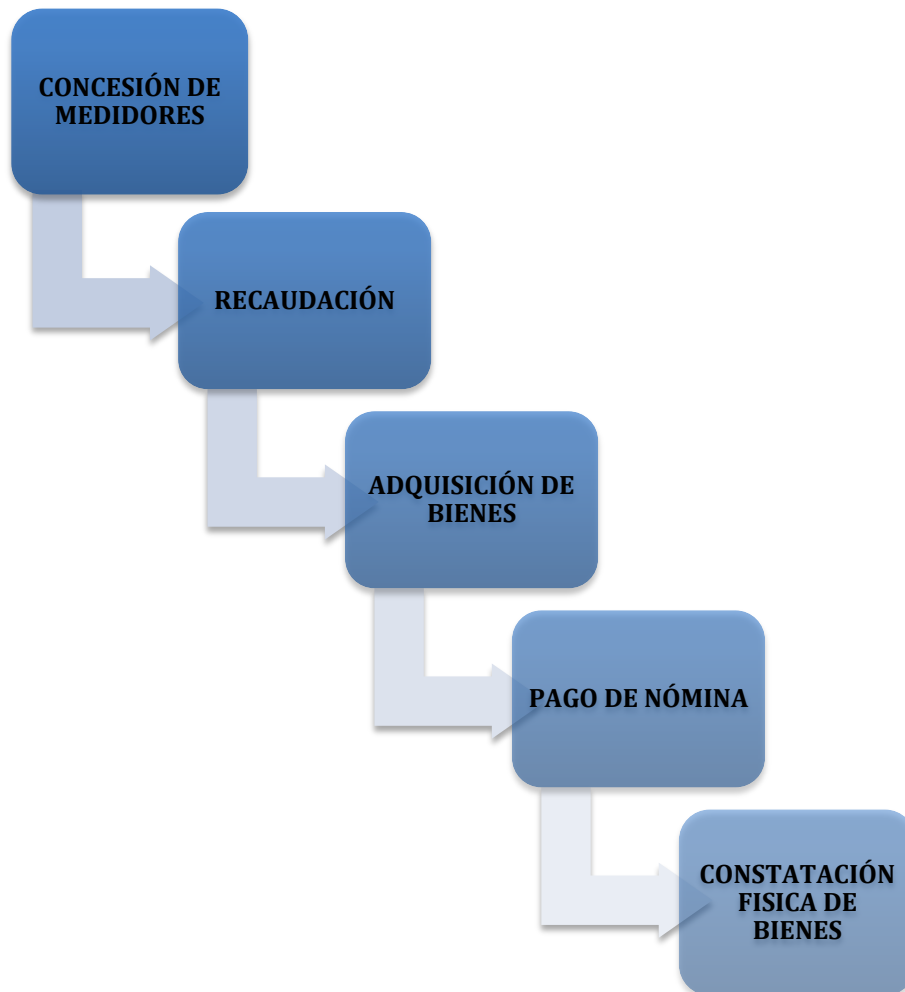 CONCESIÓN DE
MEDIDORES
RECAUDACIÓN
ADQUISICIÓN DE
BIENES
PAGO DE NÓMINA
CONSTATACIÓN
FISICA DE
BIENES